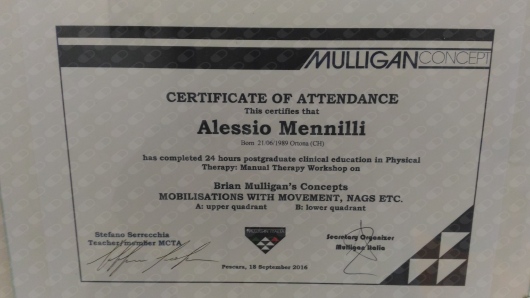 MULLIGANCONCEPT
CERTIFICATE OF ATTENDANCE
This certifies that
Alessio Mennilli
Born 21/06/1989 Ortona (CH)
has completed 24 hours postgraduate clinical education in Physical
Therapy: Manual Therapy Workshop on
Brian Mulligan's Concepts
MOBILISATIONS WITH MOVEMENT, NAGS ETC.
A: upper quadrant B: lower quadrant
Stefano Serrecchia
Teacher/member MCTA
Secretary Organizer
Mulligan Italia
Pescara, 18 September 2016
MULLIGAN
CONCEPT